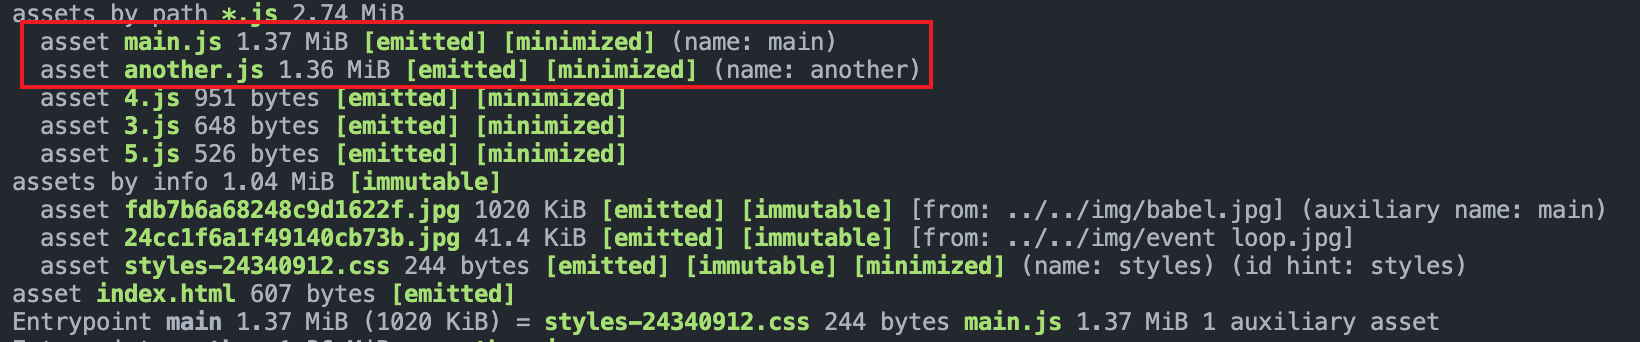 assets by path *.js 2.74 MiB
asset main.js 1.37 MiB [emitted] [minimized] (name: main)
asset another.js 1.36 MiB [emitted] [minimized] (name: another)
asset 4.js 951 bytes [emitted] [minimized]
asset 3.js 648 bytes [emitted] [minimized]
asset 5.js 526 bytes [emitted] [minimized]
assets by info 1.04 MiB [immutable]
asset fdb7b6a68248c9d1622f.jpg 1020 KiB [emitted] [immutable] [from: ../../img/babel.jpg] (auxiliary name: main)
asset 24cc1f6a1f49140cb73b.jpg 41.4 KiB [emitted] [immutable] [from: ../../img/event loop.jpg]
asset styles-24340912.css 244 bytes [emitted] [immutable] [minimized] (name: styles) (id hint: styles)
asset index.html 607 bytes [emitted]
Entrypoint main 1.37 MiB (1020 KiB) = styles-24340912.css 244 bytes main.js 1.37 MiB 1 auxiliary asset